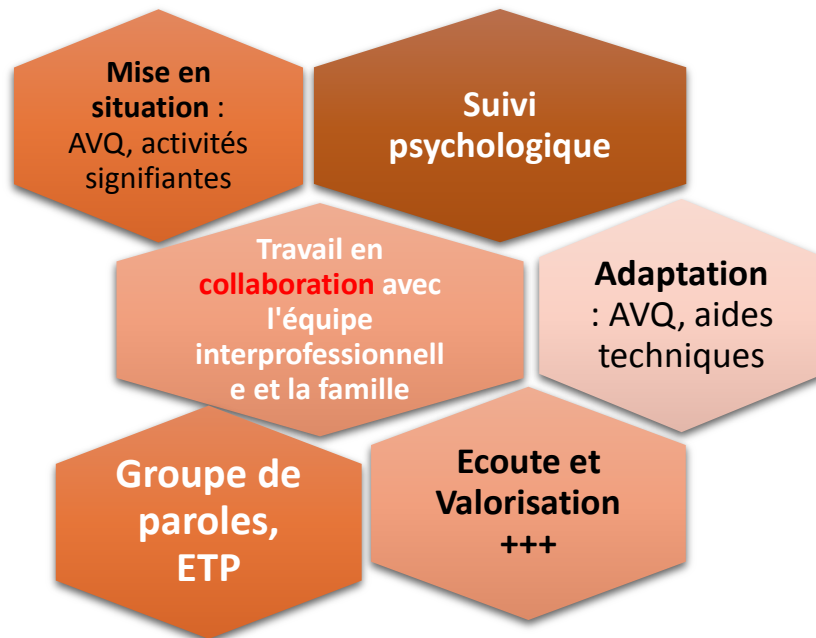 Mise en
situation :
AVQ, activités
signifiantes
Suivi
psychologique
Travail en
collaboration avec
l'équipe
interprofessionnell
e et la famille
Adaptation
: AVQ, aides
techniques
Groupe de
paroles,
ETP
Ecoute et
Valorisation
+++